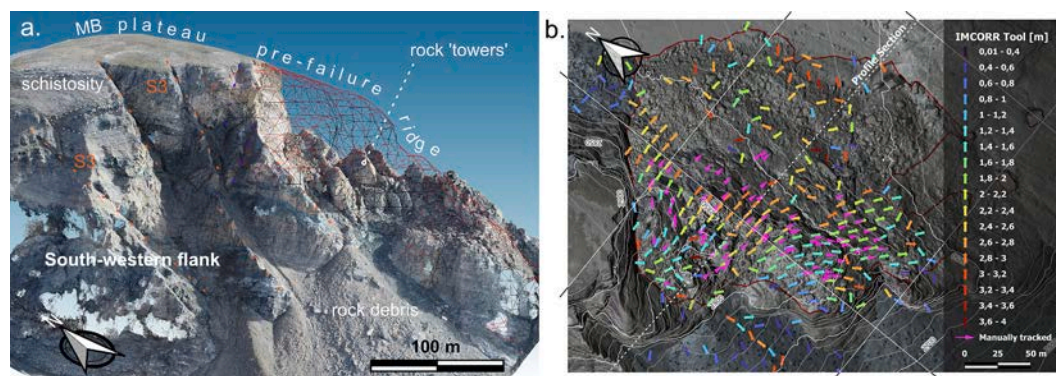 a.
MB plateau
pre-failure ridge
rock 'towers'
schistosity
S3
S3
South-western flank
rock debris
N
100 m
b.
N
Profile Section
IMCORR Tool [m]
0,01 - 0,4
0,4 - 0,6
0,6 - 0,8
0,8 - 1
1 - 1,2
1,2 - 1,4
1,4 - 1,6
1,6 - 1,8
1,8 - 2
2 - 2,2
2,2 - 2,4
2,4 - 2,6
2,6 - 2,8
2,8 - 3
3 - 3,2
3,2 - 3,4
3,4 - 3,6
3,6 - 4
Manually tracked
0 25 50 m